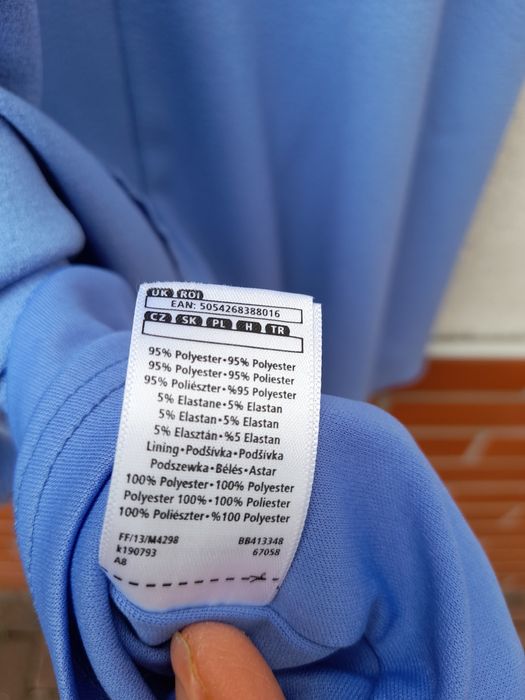 UK ROI
EAN: 5054268388016
CZ SK PL H TR
95% Polyester•95% Polyester
95% Polyester•95% Poliester
95% Poliészter•%95 Polyester
5% Elastane•5% Elastan
5% Elastan•5% Elastan
5% Elasztán•%5 Elastan
Lining•Podšívka•Podšívka
Podszewka•Bélés•Astar
100% Polyester•100% Polyester
Polyester 100%•100% Poliester
100% Poliészter•%100 Polyester
FF/13/M4298 BB413348
k190793 67058
A8